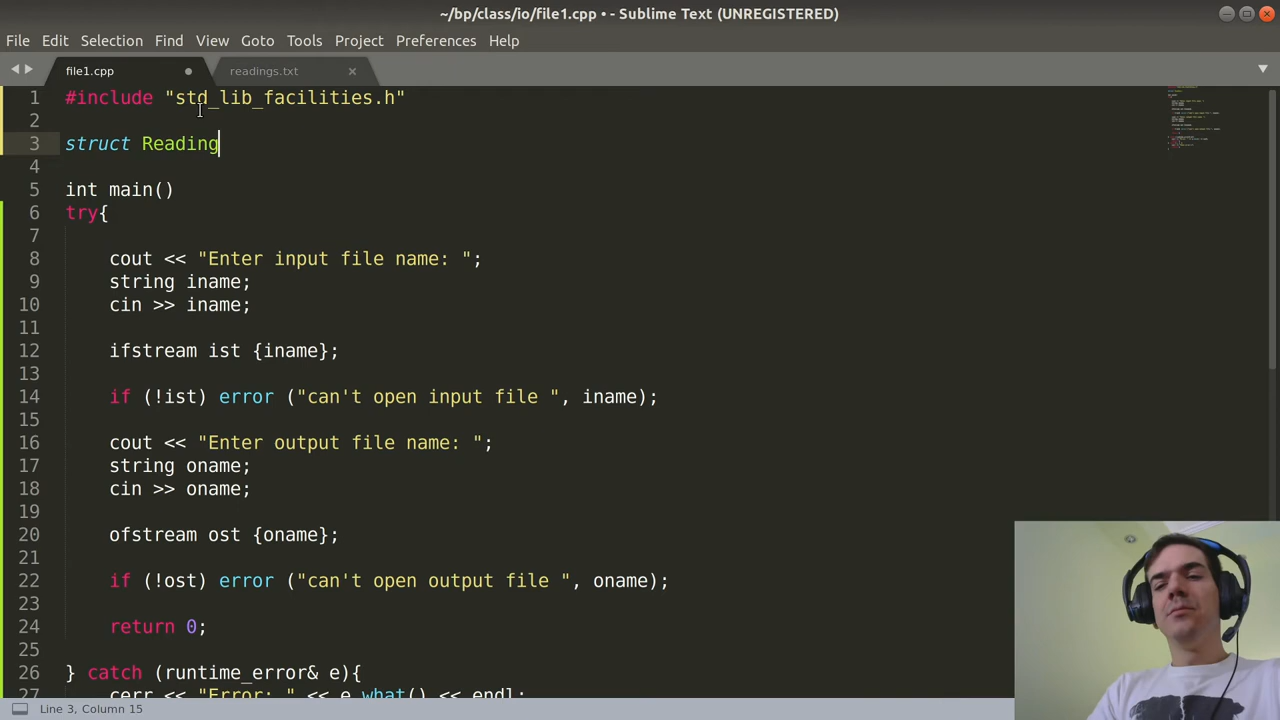 ~/bp/class/io/file1.cpp • - Sublime Text (UNREGISTERED)
File Edit Selection Find View Goto Tools Project Preferences Help
file1.cpp readings.txt
1 #include "std_lib_facilities.h"
2
3 struct Reading
4
5 int main()
6 try{
7
8 cout << "Enter input file name: ";
9 string iname;
10 cin >> iname;
11
12 ifstream ist {iname};
13
14 if (!ist) error ("can't open input file ", iname);
15
16 cout << "Enter output file name: ";
17 string oname;
18 cin >> oname;
19
20 ofstream ost {oname};
21
22 if (!ost) error ("can't open output file ", oname);
23
24 return 0;
25
26 } catch (runtime_error& e){
27 cerr << "Error: " << e.what() << endl;
Line 3, Column 15